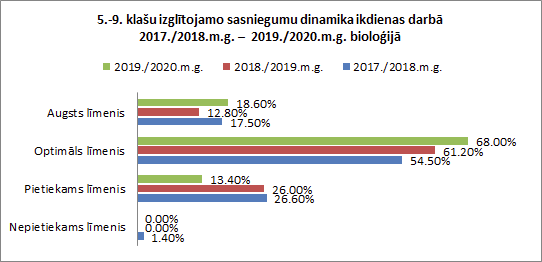 5.-9. klašu izglītojamo sasniegumu dinamika ikdienas darbā
2017./2018.m.g. – 2019./2020.m.g. bioloģijā
2019./2020.m.g. 2018./2019.m.g. 2017./2018.m.g.
Augsts līmenis
18.60%
12.80%
17.50%
Optimāls līmenis
68.00%
61.20%
54.50%
Pietiekams līmenis
13.40%
26.00%
26.60%
Nepietiekams līmenis
0.00%
0.00%
1.40%